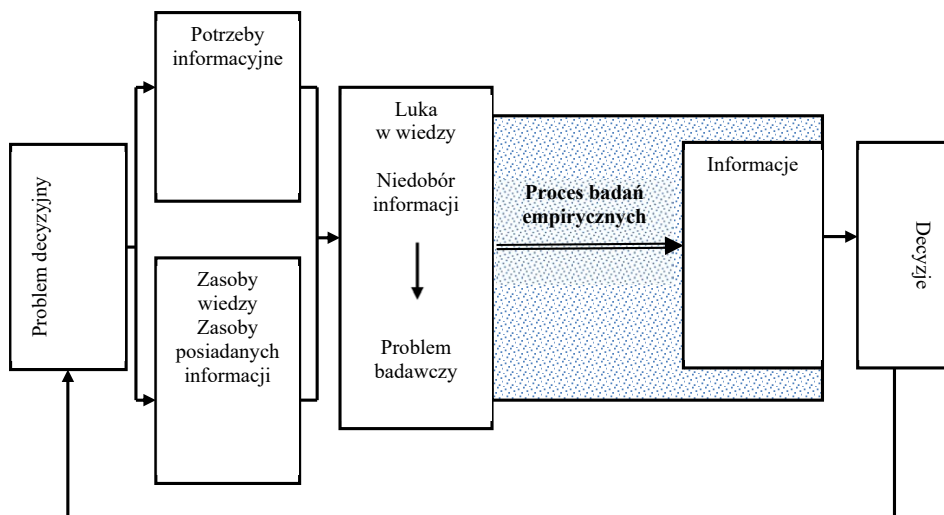 Problem decyzyjny
Potrzeby
informacyjne
Zasoby
wiedzy
Zasoby
posiadanych
informacji
Luka
w wiedzy
Niedobór
informacji
Problem
badawczy
Proces badań
empirycznych
Informacje
Decyzje